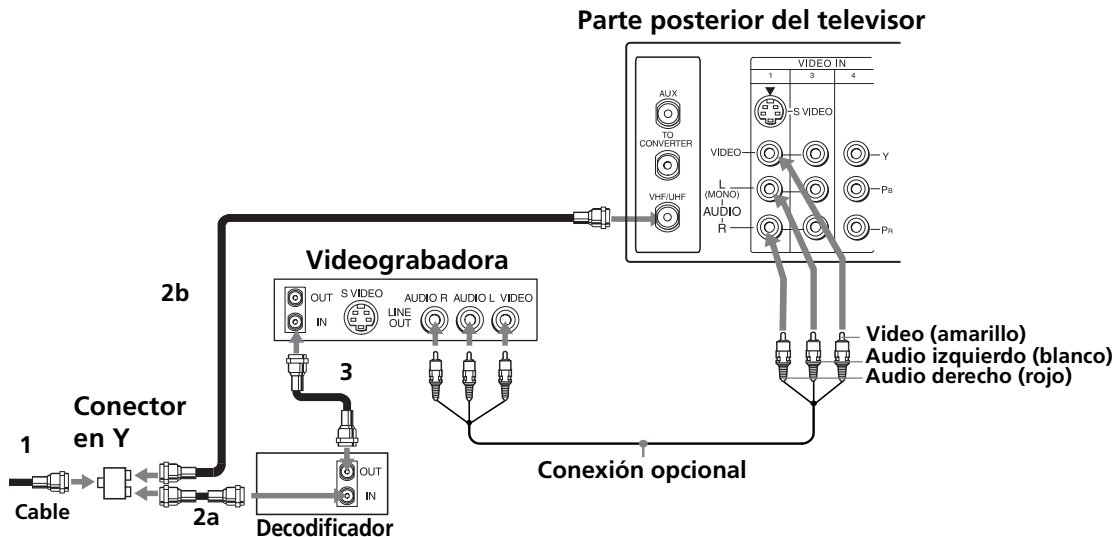 Parte posterior del televisor
VIDEO IN
1 3 4
AUX
S VIDEO
TO
CONVERTER
VIDEO
Y
L
(MONO)
PB
VHF/UHF
AUDIO
R
PR
Videograbadora
2b
OUT
S VIDEO
AUDIO R AUDIO L VIDEO
IN
LINE
OUT
Video (amarillo)
Audio izquierdo (blanco)
Audio derecho (rojo)
3
Conector
en Y
1
Conexión opcional
OUT
IN
Cable
2a
Decodificador